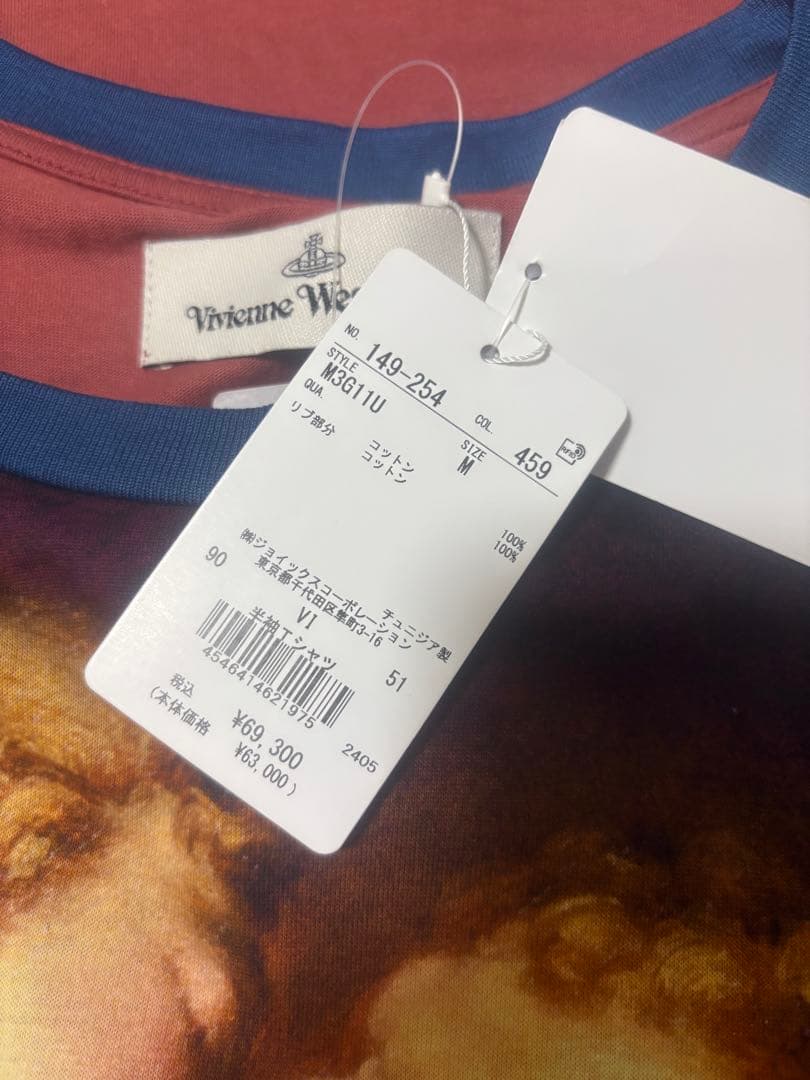 Vivienne We
NO. 149-254 COL. 459
STYLE
M3G11U SIZE M
QUA.
リブ部分 コットン 100%
コットン 100%
チュニジア製
㈱ジョイックスコーポレーション
東京都千代田区隼町3-16
90 VI
半袖Tシャツ 51
4546414621975
2405
税込 ¥69,300
(本体価格 ¥63,000)
RFID